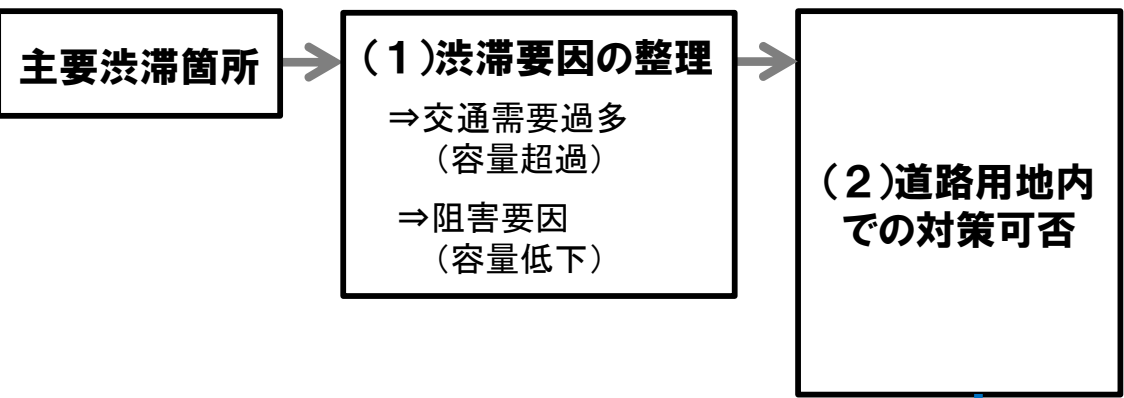 主要渋滞箇所
(１)渋滞要因の整理
⇒交通需要過多
（容量超過）
⇒阻害要因
（容量低下）
(２)道路用地内
での対策可否